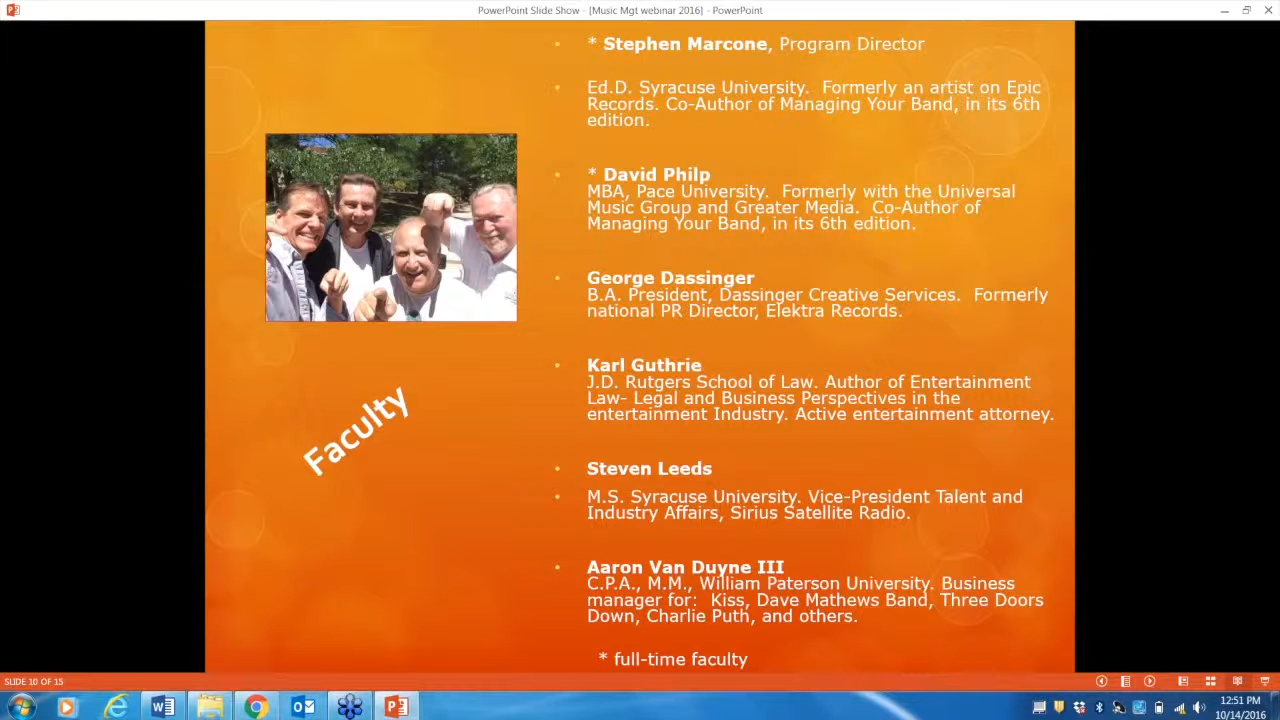 PowerPoint Slide Show - [Music Mgt webinar 2016] - PowerPoint
* Stephen Marcone, Program Director
Ed.D. Syracuse University. Formerly an artist on Epic
Records. Co-Author of Managing Your Band, in its 6th
edition.
* David Philp
MBA, Pace University. Formerly with the Universal
Music Group and Greater Media. Co-Author of
Managing Your Band, in its 6th edition.
George Dassinger
B.A. President, Dassinger Creative Services. Formerly
national PR Director, Elektra Records.
Karl Guthrie
J.D. Rutgers School of Law. Author of Entertainment
Law- Legal and Business Perspectives in the
entertainment Industry. Active entertainment attorney.
Steven Leeds
M.S. Syracuse University. Vice-President Talent and
Industry Affairs, Sirius Satellite Radio.
Aaron Van Duyne III
C.P.A., M.M., William Paterson University. Business
manager for: Kiss, Dave Mathews Band, Three Doors
Down, Charlie Puth, and others.
* full-time faculty
Faculty
SLIDE 10 OF 15
12:51 PM
10/14/2016